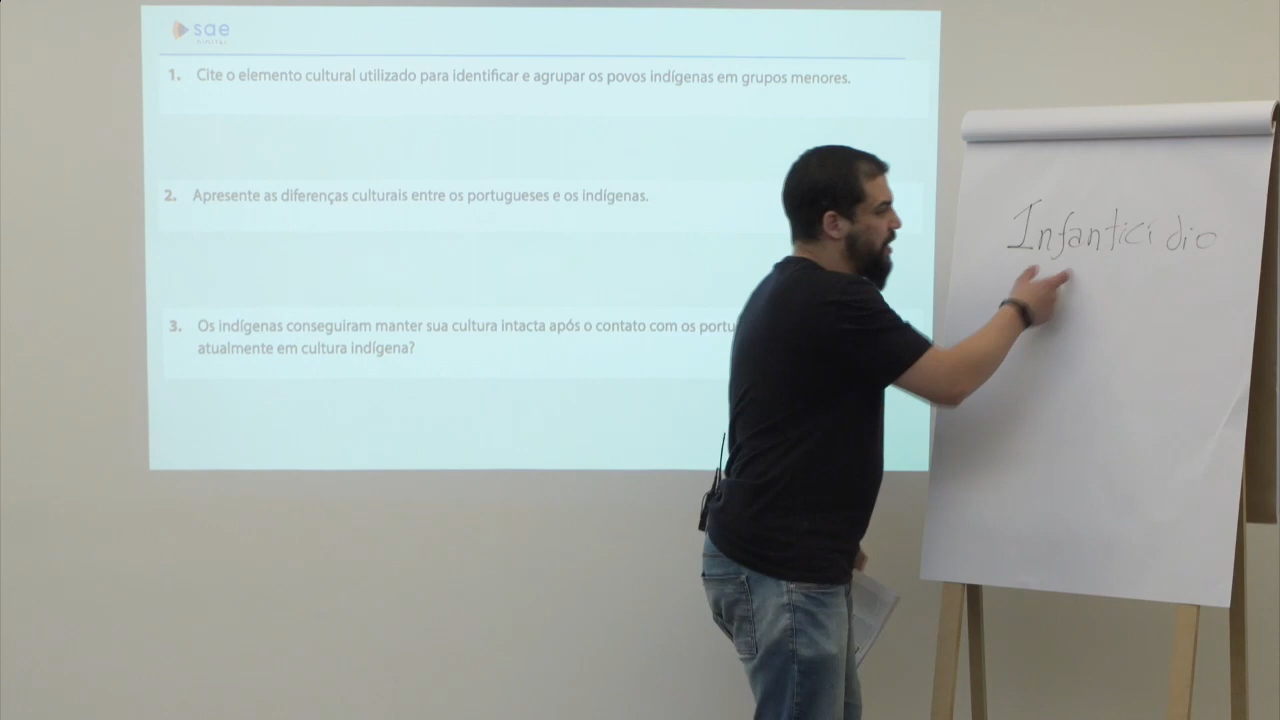 sae
DIGITAL
1. Cite o elemento cultural utilizado para identificar e agrupar os povos indígenas em grupos menores.
2. Apresente as diferenças culturais entre os portugueses e os indígenas.
3. Os indígenas conseguiram manter sua cultura intacta após o contato com os portu
atualmente em cultura indígena?
Infanticídio